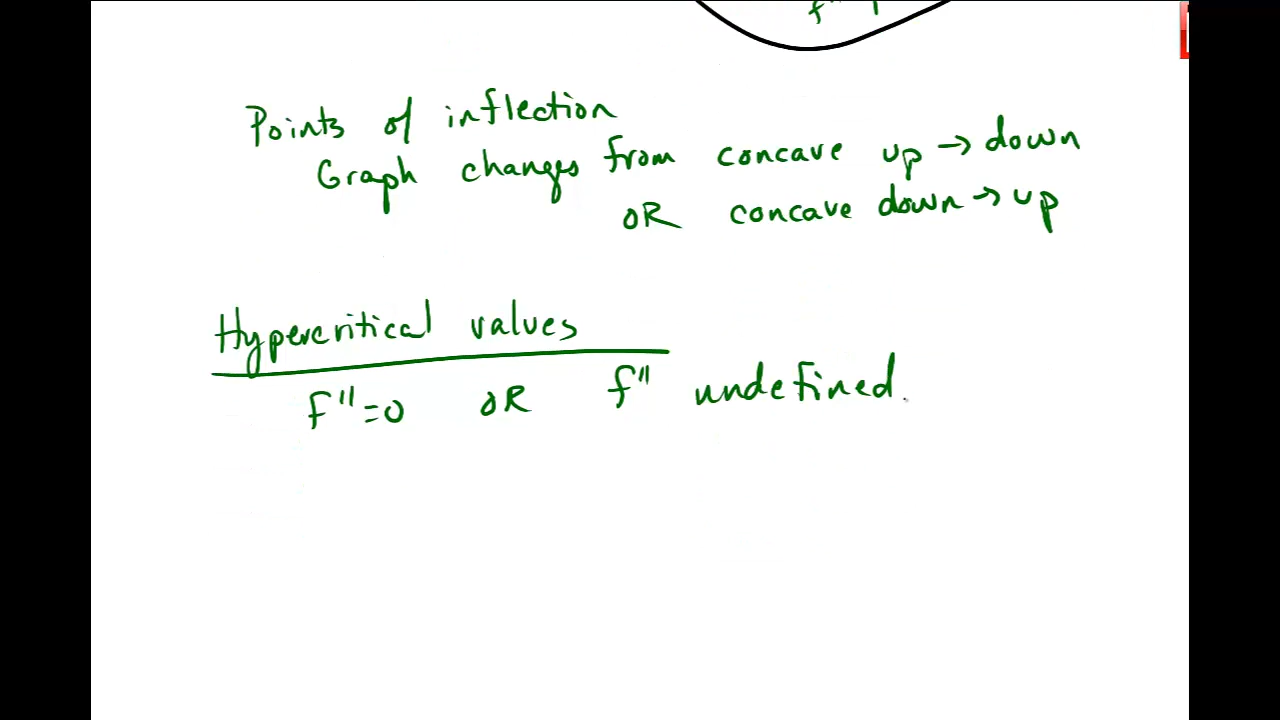 Points of inflection
Graph changes from concave up → down
OR concave down → up
Hypercritical values
F''=0 OR f'' undefined.